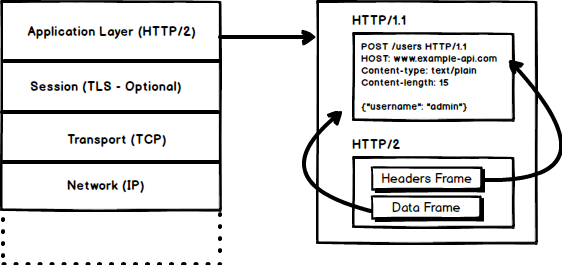 Application Layer (HTTP/2)
Session (TLS - Optional)
Transport (TCP)
Network (IP)
HTTP/1.1
POST /users HTTP/1.1
HOST: www.example-api.com
Content-type: text/plain
Content-length: 15
{"username": "admin"}
HTTP/2
Headers Frame
Data Frame